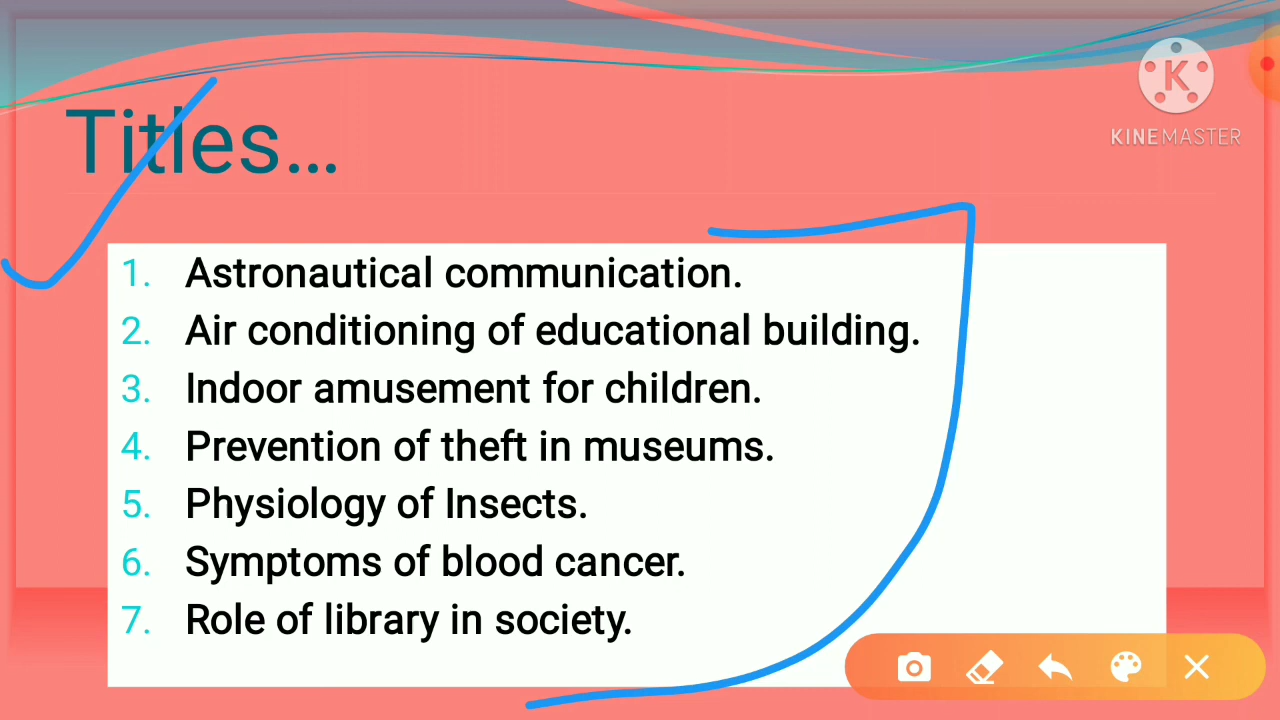 K
KINEMASTER
Titles...
1. Astronautical communication.
2. Air conditioning of educational building.
3. Indoor amusement for children.
4. Prevention of theft in museums.
5. Physiology of Insects.
6. Symptoms of blood cancer.
7. Role of library in society.